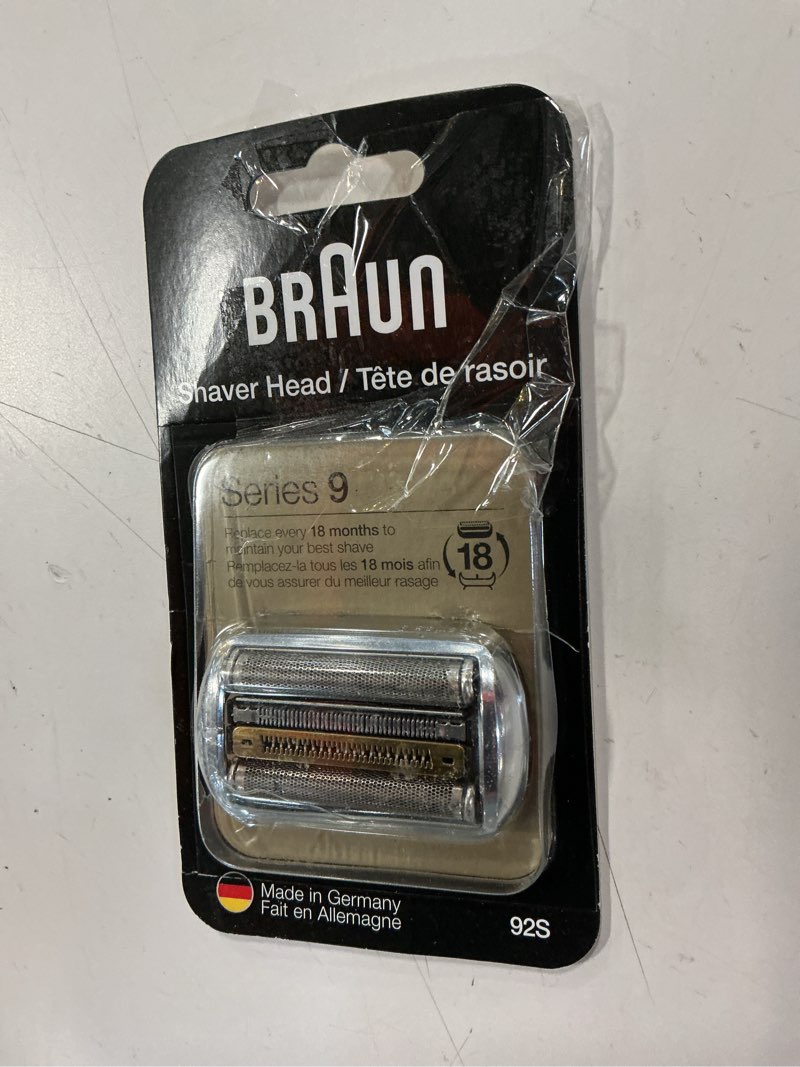 BRAUN
Shaver Head / Tête de rasoir
Series 9
Replace every 18 months to
maintain your best shave
Remplacez-la tous les 18 mois afin
de vous assurer du meilleur rasage
18
Made in Germany
Fait en Allemagne
92S